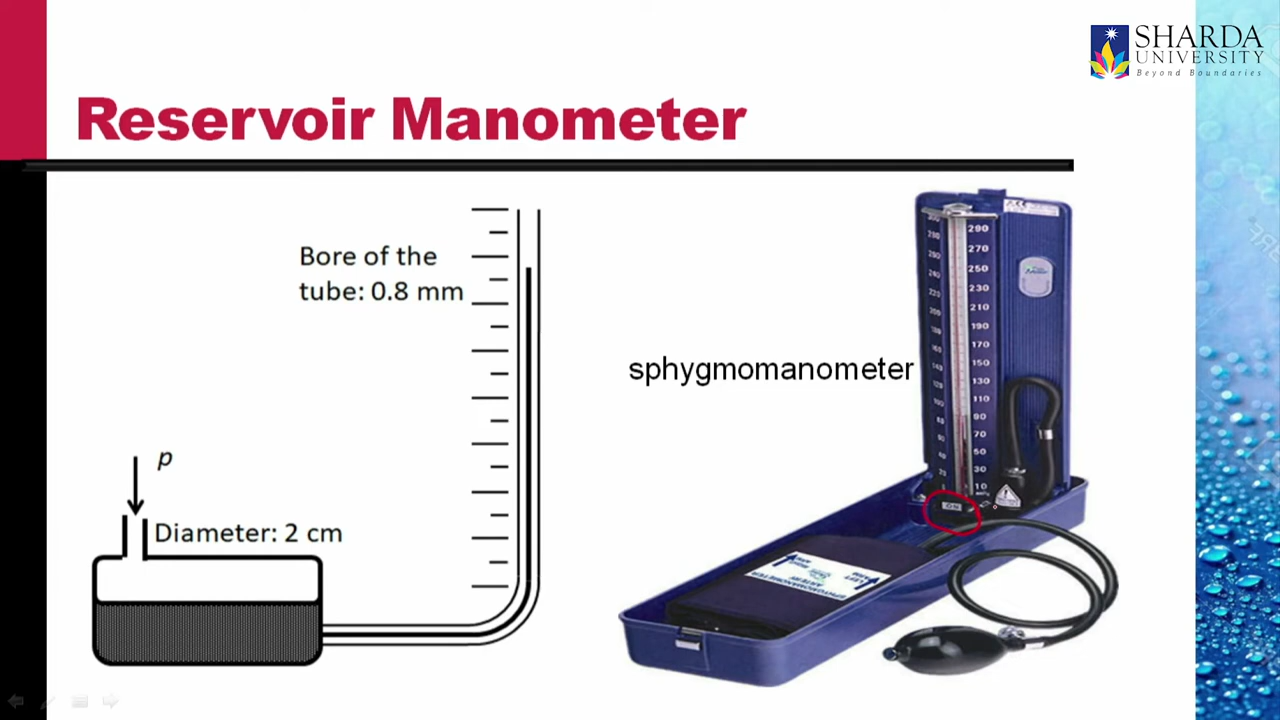 SHARDA
UNIVERSITY
Beyond Boundaries
Reservoir Manometer
Bore of the
tube: 0.8 mm
sphygmomanometer
p
Diameter: 2 cm
290
270
250
230
210
190
170
150
130
110
90
70
50
30
10